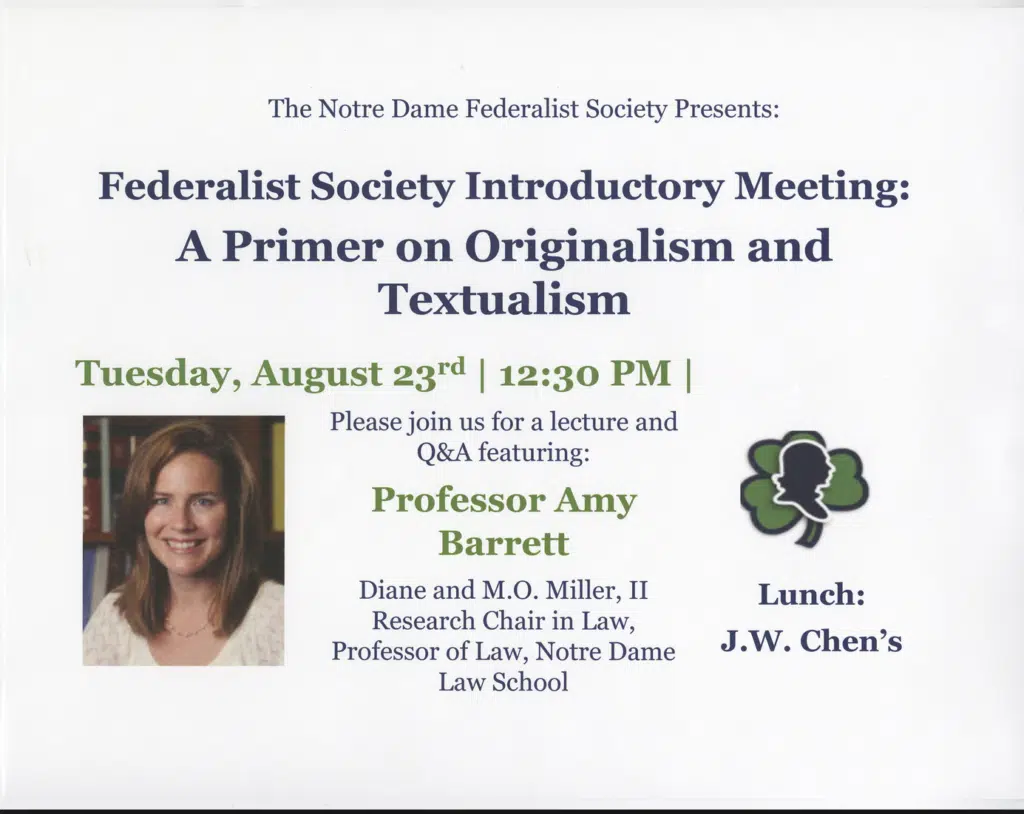 The Notre Dame Federalist Society Presents:
Federalist Society Introductory Meeting:
A Primer on Originalism and
Textualism
Tuesday, August 23rd | 12:30 PM |
Please join us for a lecture and
Q&A featuring:
Professor Amy
Barrett
Diane and M.O. Miller, II
Research Chair in Law,
Professor of Law, Notre Dame
Law School
Lunch:
J.W. Chen's